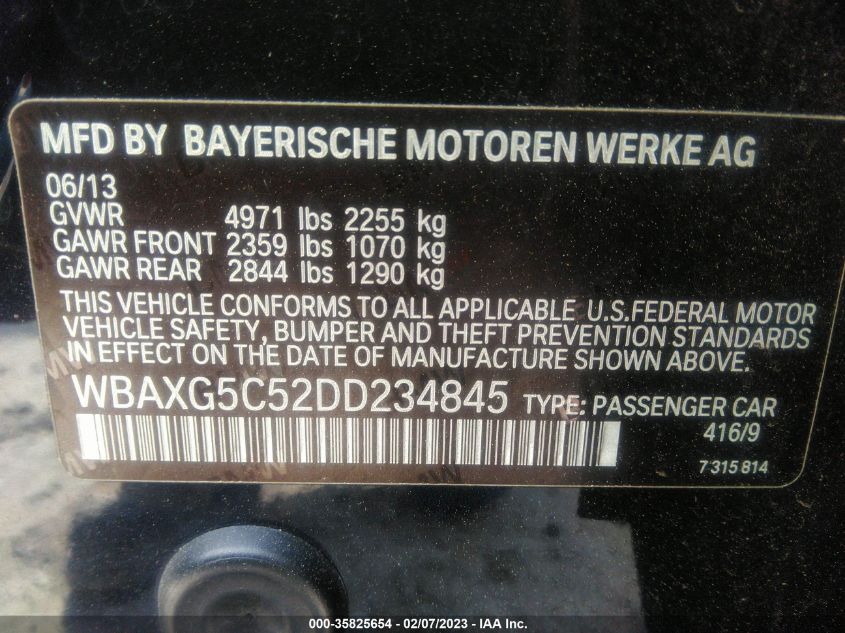 MFD BY BAYERISCHE MOTOREN WERKE AG
06/13
GVWR 4971 lbs 2255 kg
GAWR FRONT 2359 lbs 1070 kg
GAWR REAR 2844 lbs 1290 kg
THIS VEHICLE CONFORMS TO ALL APPLICABLE U.S.FEDERAL MOTOR
VEHICLE SAFETY, BUMPER AND THEFT PREVENTION STANDARDS
IN EFFECT ON THE DATE OF MANUFACTURE SHOWN ABOVE.
WBAXG5C52DD234845 TYPE: PASSENGER CAR
416/9
7 315 814
000-35825654 - 02/07/2023 - IAA Inc.